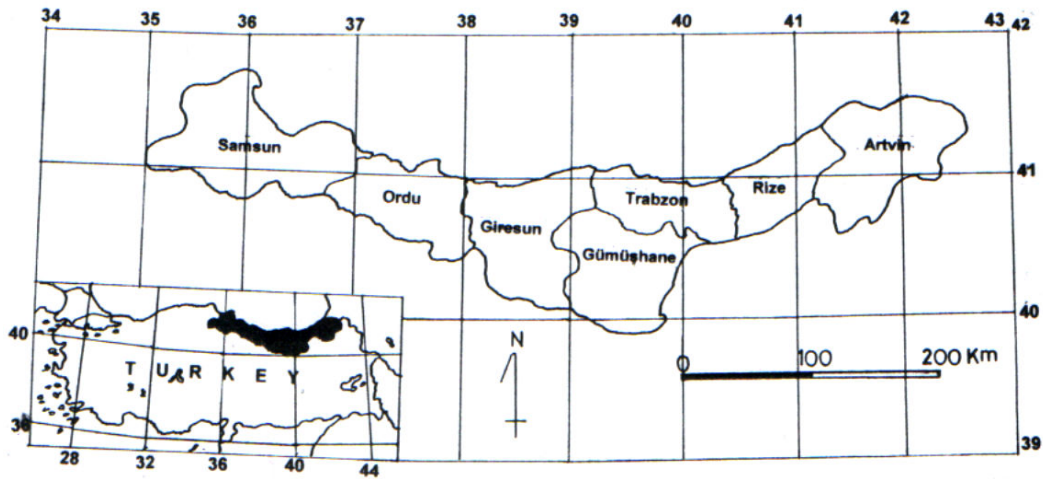 34 35 36 37 38 39 40 41 42 43 42
Samsun
Artvin
41
Ordu
Rize
Trabzon
Giresun
Gümüşhane
40
40
N
0 100 200 Km
TURKEY
36
39
28 32 36 40 44